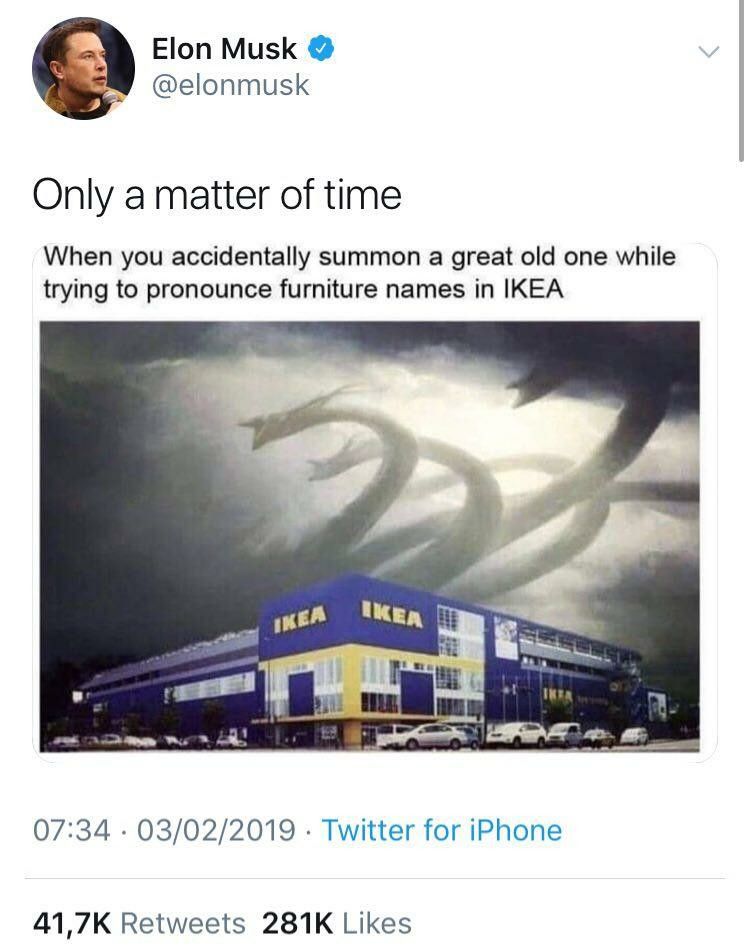 Elon Musk
@elonmusk
Only a matter of time
When you accidentally summon a great old one while
trying to pronounce furniture names in IKEA
IKEA IKEA
IKEA
07:34 · 03/02/2019 · Twitter for iPhone
41,7K Retweets 281K Likes